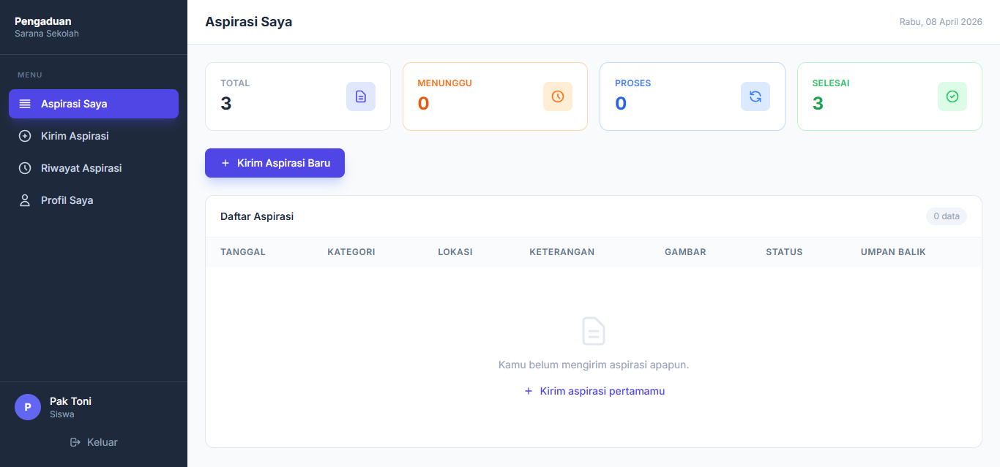 Pengaduan
Sarana Sekolah
MENU
Aspirasi Saya
Kirim Aspirasi
Riwayat Aspirasi
Profil Saya
P
Pak Toni
Siswa
Keluar
Aspirasi Saya
Rabu, 08 April 2026
TOTAL
3
MENUNGGU
0
PROSES
0
SELESAI
3
+ Kirim Aspirasi Baru
Daftar Aspirasi
0 data
TANGGAL KATEGORI LOKASI KETERANGAN GAMBAR STATUS UMPAN BALIK
Kamu belum mengirim aspirasi apapun.
+ Kirim aspirasi pertamamu